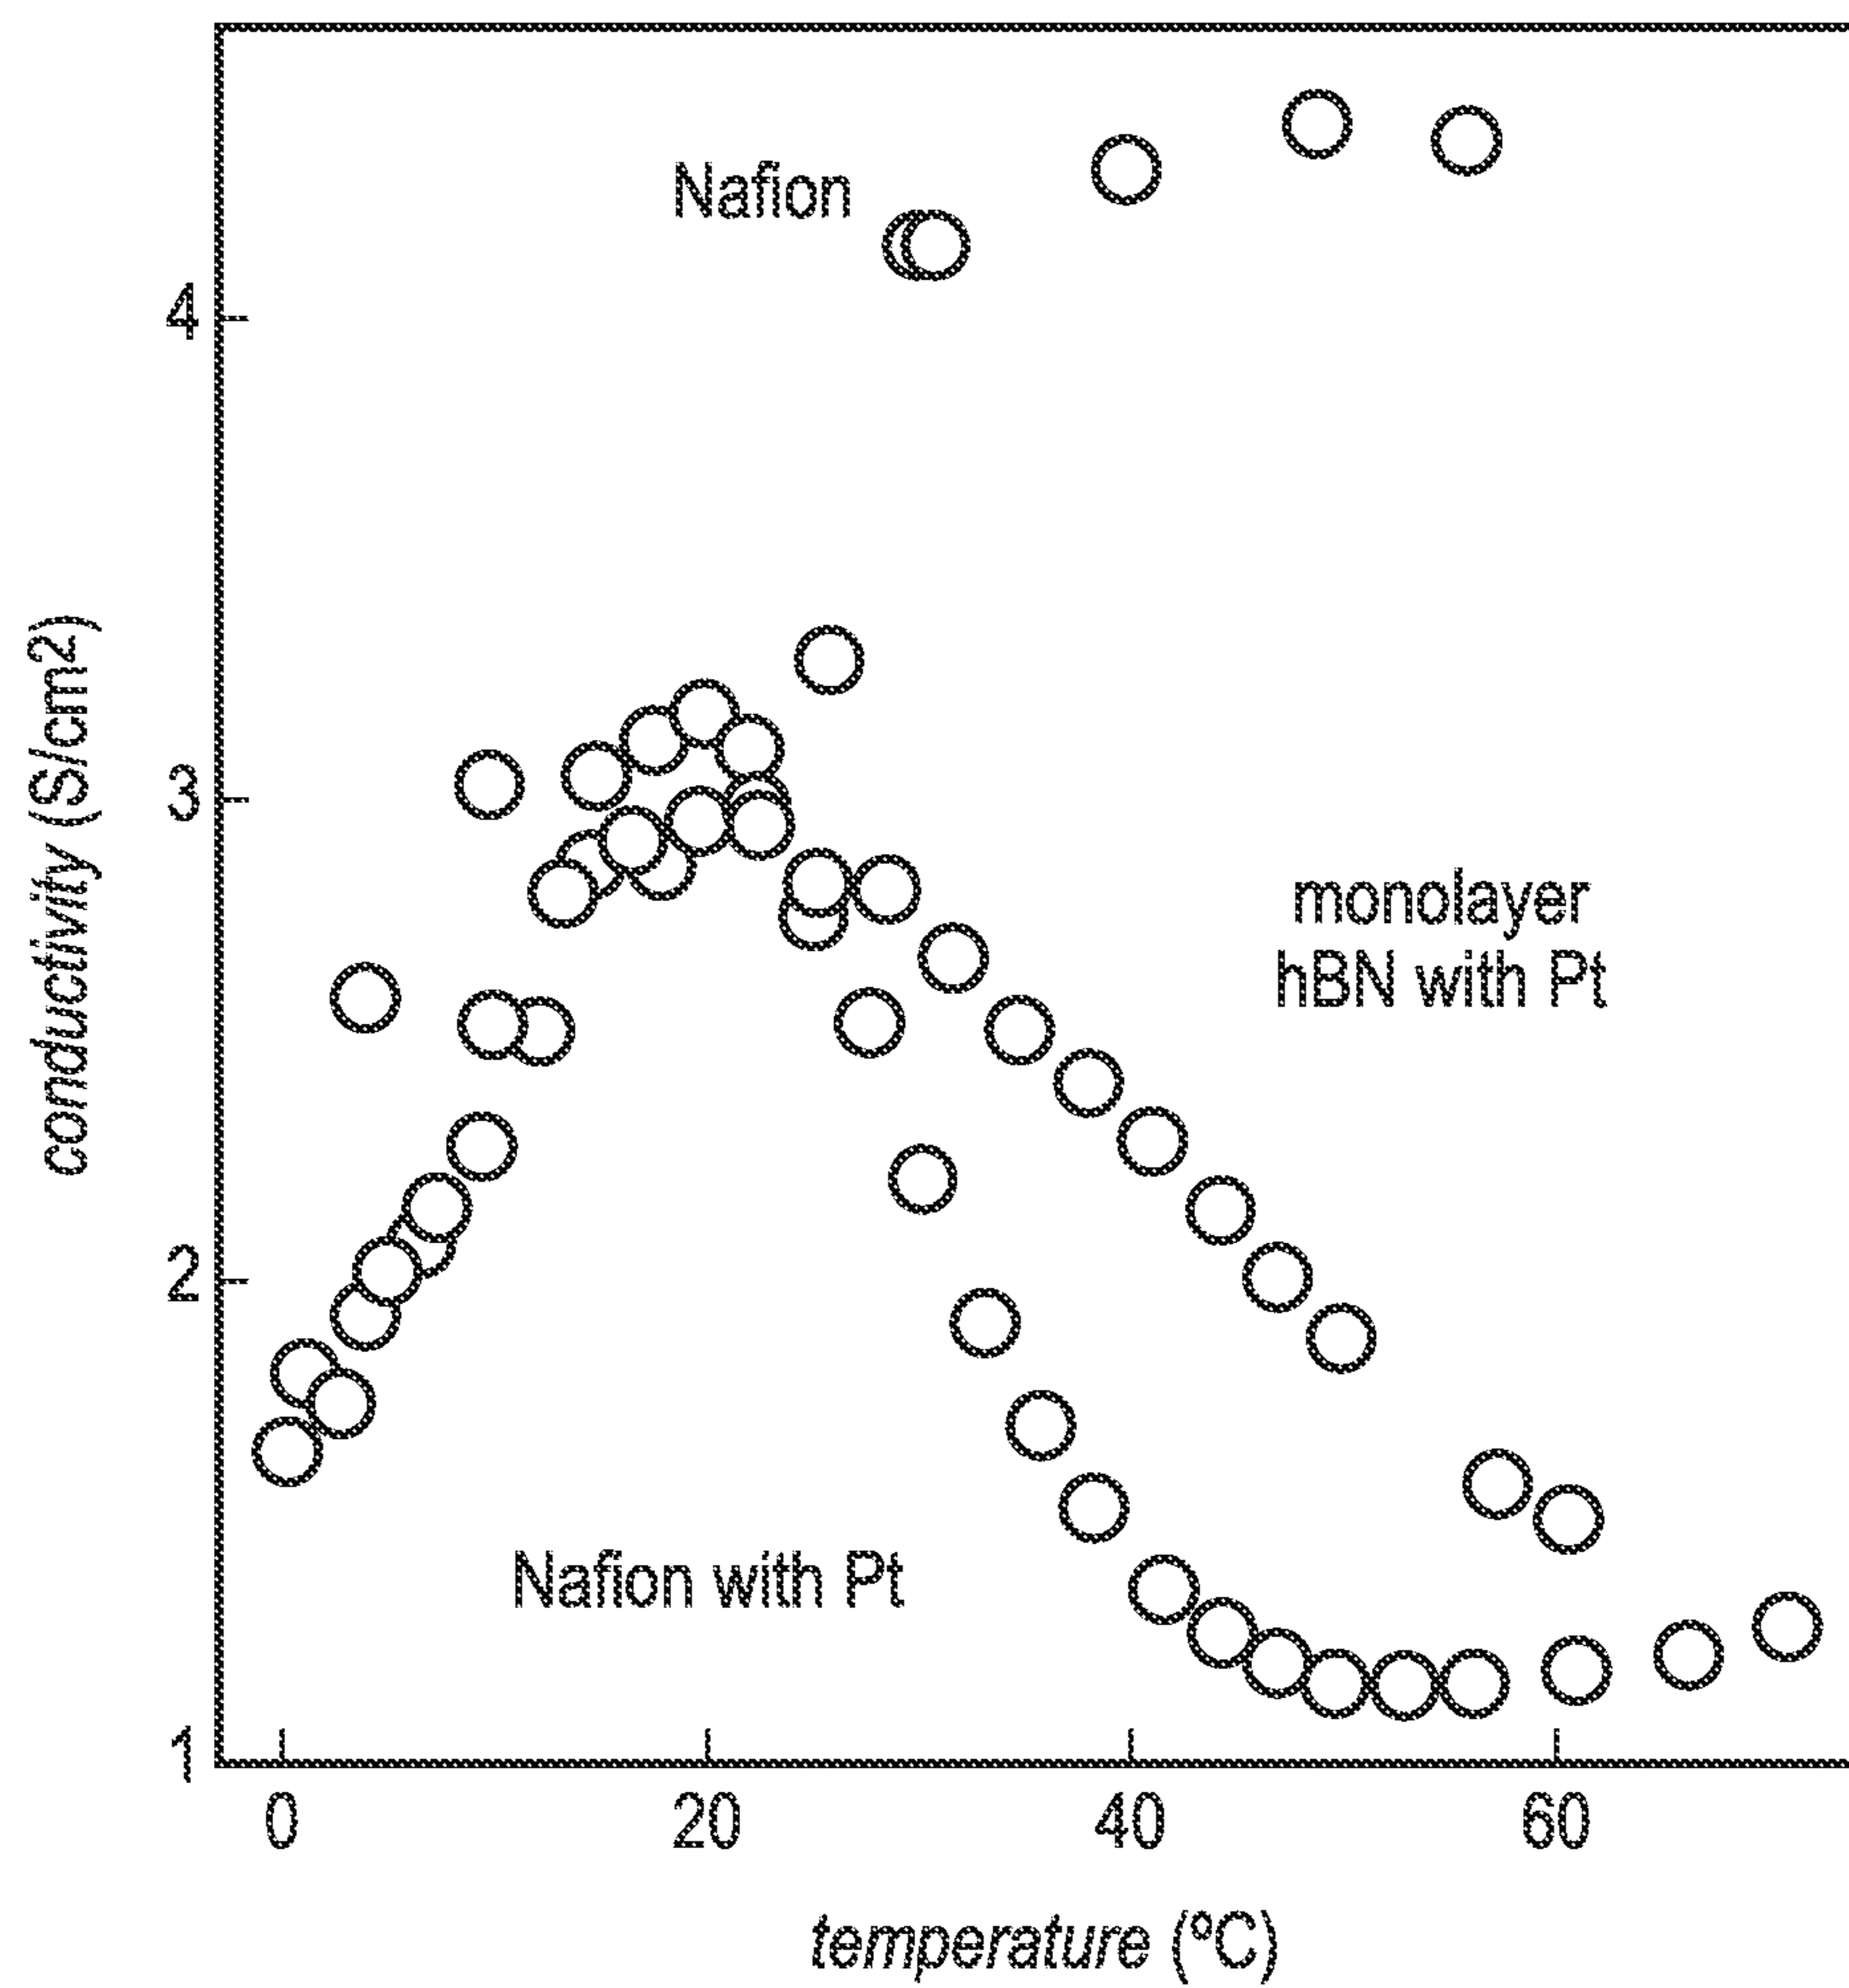 Nafion
4
3
2
1
conductivity (S/cm2)
monolayer
hBN with Pt
Nafion with Pt
0
20
40
60
temperature (ºC)